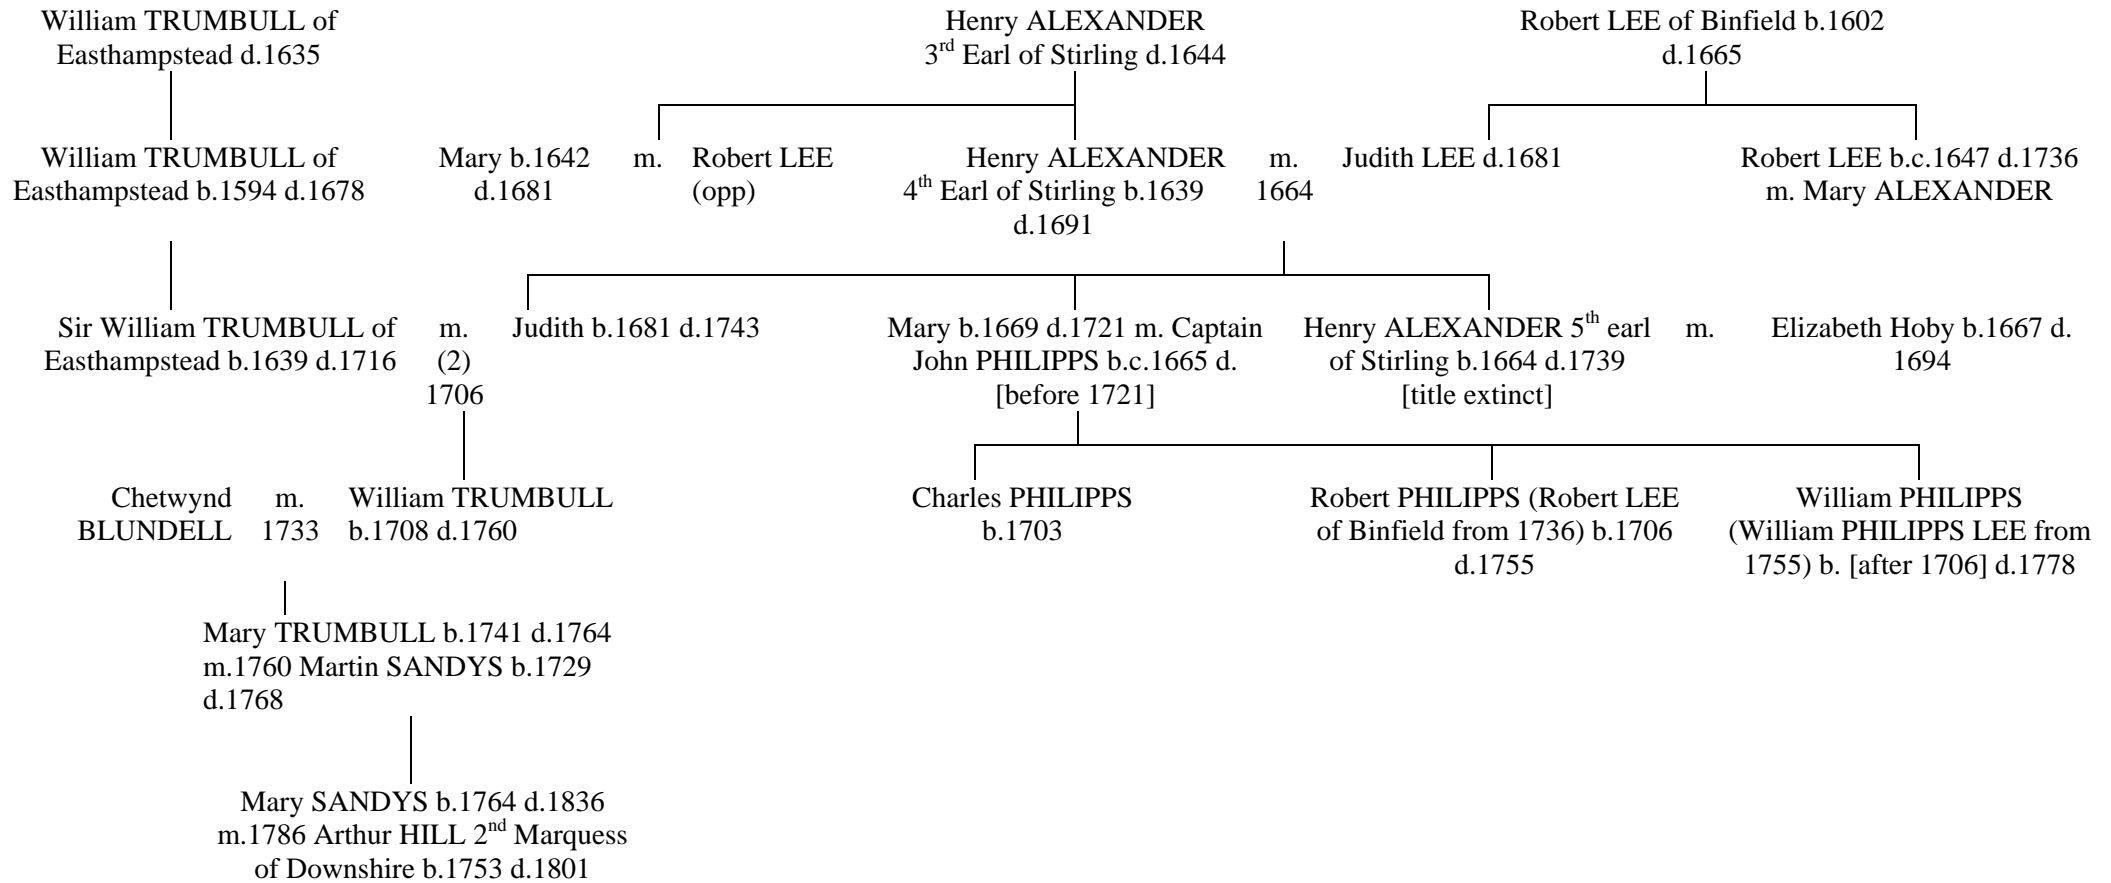 William TRUMBULL of
Easthampstead d.1635
Henry ALEXANDER
3rd Earl of Stirling d.1644
Robert LEE of Binfield b.1602
d.1665
William TRUMBULL of
Easthampstead b.1594 d.1678
Mary b.1642
d.1681
m.
Robert LEE
(opp)
Henry ALEXANDER
4th Earl of Stirling b.1639
d.1691
m.
1664
Judith LEE d.1681
Robert LEE b.c.1647 d.1736
m. Mary ALEXANDER
Sir William TRUMBULL of
Easthampstead b.1639 d.1716
m.
(2)
1706
Judith b.1681 d.1743
Mary b.1669 d.1721 m. Captain
John PHILIPPS b.c.1665 d.
[before 1721]
Henry ALEXANDER 5th earl
of Stirling b.1664 d.1739
[title extinct]
m.
Elizabeth Hoby b.1667 d.
1694
Chetwynd
BLUNDELL
m.
1733
William TRUMBULL
b.1708 d.1760
Charles PHILIPPS
b.1703
Robert PHILIPPS (Robert LEE
of Binfield from 1736) b.1706
d.1755
William PHILIPPS
(William PHILIPPS LEE from
1755) b. [after 1706] d.1778
Mary TRUMBULL b.1741 d.1764
m.1760 Martin SANDYS b.1729
d.1768
Mary SANDYS b.1764 d.1836
m.1786 Arthur HILL 2nd Marquess
of Downshire b.1753 d.1801